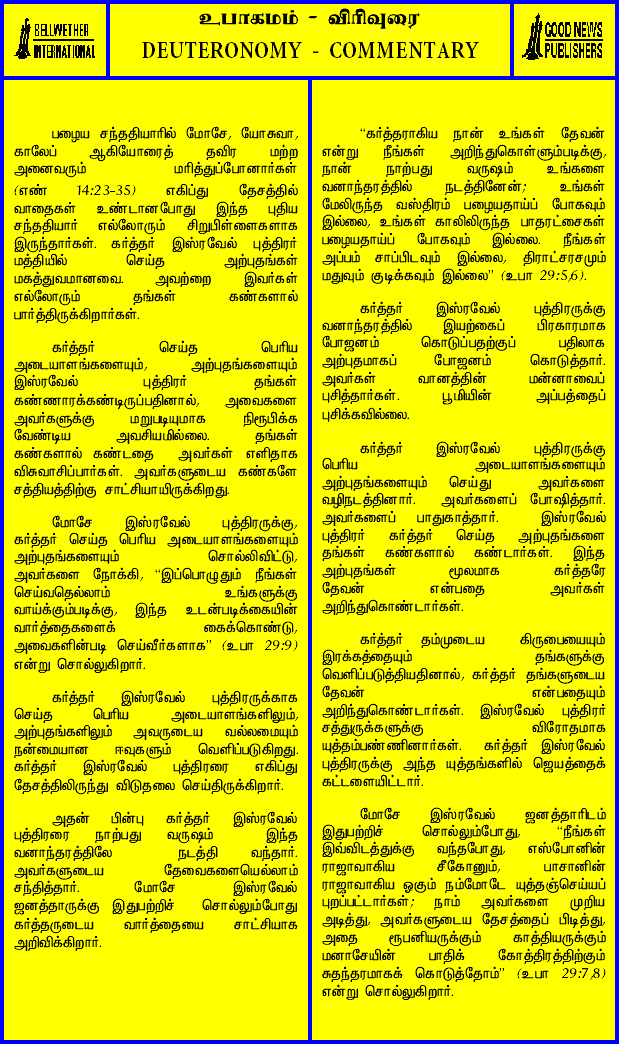 BELLWETHER
INTERNATIONAL
உபாகமம் - விரிவுரை
DEUTERONOMY - COMMENTARY
GOOD NEWS
PUBLISHERS
பழைய சந்ததியாரில் மோசே, யோசுவா,
காலேப் ஆகியோரைத் தவிர மற்ற
அனைவரும் மரித்துப்போனார்கள்
(எண் 14:23-35) எகிப்து தேசத்தில்
வாதைகள் உண்டானபோது இந்த புதிய
சந்ததியார் எல்லோரும் சிறுபிள்ளைகளாக
இருந்தார்கள். கர்த்தர் இஸ்ரவேல் புத்திரர்
மத்தியில் செய்த அற்புதங்கள்
மகத்துவமானவை. அவற்றை இவர்கள்
எல்லோரும் தங்கள் கண்களால்
பார்த்திருக்கிறார்கள்.
கர்த்தர் செய்த பெரிய
அடையாளங்களையும், அற்புதங்களையும்
இஸ்ரவேல் புத்திரர் தங்கள்
கண்ணாரக்கண்டிருப்பதினால், அவைகளை
அவர்களுக்கு மறுபடியுமாக நிரூபிக்க
வேண்டிய அவசியமில்லை. தங்கள்
கண்களால் கண்டதை அவர்கள் எளிதாக
விசுவாசிப்பார்கள். அவர்களுடைய கண்களே
சத்தியத்திற்கு சாட்சியாயிருக்கிறது.
மோசே இஸ்ரவேல் புத்திரருக்கு,
கர்த்தர் செய்த பெரிய அடையாளங்களையும்
அற்புதங்களையும் சொல்லிவிட்டு,
அவர்களை நோக்கி, “இப்பொழுதும் நீங்கள்
செய்வதெல்லாம் உங்களுக்கு
வாய்க்கும்படிக்கு, இந்த உடன்படிக்கையின்
வார்த்தைகளைக் கைக்கொண்டு,
அவைகளின்படி செய்வீர்களாக” (உபா 29:9)
என்று சொல்லுகிறார்.
கர்த்தர் இஸ்ரவேல் புத்திரருக்காக
செய்த பெரிய அடையாளங்களிலும்,
அற்புதங்களிலும் அவருடைய வல்லமையும்
நன்மையான ஈவுகளும் வெளிப்படுகிறது.
கர்த்தர் இஸ்ரவேல் புத்திரரை எகிப்து
தேசத்திலிருந்து விடுதலை செய்திருக்கிறார்.
அதன் பின்பு கர்த்தர் இஸ்ரவேல்
புத்திரரை நாற்பது வருஷம் இந்த
வனாந்தரத்திலே நடத்தி வந்தார்.
அவர்களுடைய தேவைகளையெல்லாம்
சந்தித்தார். மோசே இஸ்ரவேல்
ஜனத்தாருக்கு இதுபற்றிச் சொல்லும்போது
கர்த்தருடைய வார்த்தையை சாட்சியாக
அறிவிக்கிறார்.
“கர்த்தராகிய நான் உங்கள் தேவன்
என்று நீங்கள் அறிந்துகொள்ளும்படிக்கு,
நான் நாற்பது வருஷம் உங்களை
வனாந்தரத்தில் நடத்தினேன்; உங்கள்
மேலிருந்த வஸ்திரம் பழையதாய்ப் போகவும்
இல்லை, உங்கள் காலிலிருந்த பாதரட்சைகள்
பழையதாய்ப் போகவும் இல்லை. நீங்கள்
அப்பம் சாப்பிடவும் இல்லை, திராட்சரசமும்
மதுவும் குடிக்கவும் இல்லை” (உபா 29:5,6).
கர்த்தர் இஸ்ரவேல் புத்திரருக்கு
வனாந்தரத்தில் இயற்கைப் பிரகாரமாக
போஜனம் கொடுப்பதற்குப் பதிலாக
அற்புதமாகப் போஜனம் கொடுத்தார்.
அவர்கள் வானத்தின் மன்னாவைப்
புசித்தார்கள். பூமியின் அப்பத்தைப்
புசிக்கவில்லை.
கர்த்தர் இஸ்ரவேல் புத்திரருக்கு
பெரிய அடையாளங்களையும்
அற்புதங்களையும் செய்து அவர்களை
வழிநடத்தினார். அவர்களைப் போஷித்தார்.
அவர்களைப் பாதுகாத்தார். இஸ்ரவேல்
புத்திரர் கர்த்தர் செய்த அற்புதங்களை
தங்கள் கண்களால் கண்டார்கள். இந்த
அற்புதங்கள் மூலமாக கர்த்தரே
தேவன் என்பதை அவர்கள்
அறிந்துகொண்டார்கள்.
கர்த்தர் தம்முடைய கிருபையையும்
இரக்கத்தையும் தங்களுக்கு
வெளிப்படுத்தியதினால், கர்த்தர் தங்களுடைய
தேவன் என்பதையும்
அறிந்துகொண்டார்கள். இஸ்ரவேல் புத்திரர்
சத்துருக்களுக்கு விரோதமாக
யுத்தம்பண்ணினார்கள். கர்த்தர் இஸ்ரவேல்
புத்திரருக்கு அந்த யுத்தங்களில் ஜெயத்தைக்
கட்டளையிட்டார்.
மோசே இஸ்ரவேல் ஜனத்தாரிடம்
இதுபற்றிச் சொல்லும்போது, “நீங்கள்
இவ்விடத்துக்கு வந்தபோது, எஸ்போனின்
ராஜாவாகிய சீகோனும், பாசானின்
ராஜாவாகிய ஓகும் நம்மோடே யுத்தஞ்செய்யப்
புறப்பட்டார்கள்; நாம் அவர்களை முறிய
அடித்து, அவர்களுடைய தேசத்தைப் பிடித்து,
அதை ரூபனியருக்கும் காத்தியருக்கும்
மனாசேயின் பாதிக் கோத்திரத்திற்கும்
சுதந்தரமாகக் கொடுத்தோம்” (உபா 29:7,8)
என்று சொல்லுகிறார்.